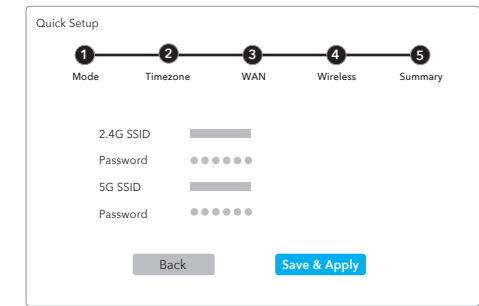 Quick Setup
1 2 3 4 5
Mode Timezone WAN Wireless Summary
2.4G SSID
Password
5G SSID
Password
Back Save & Apply